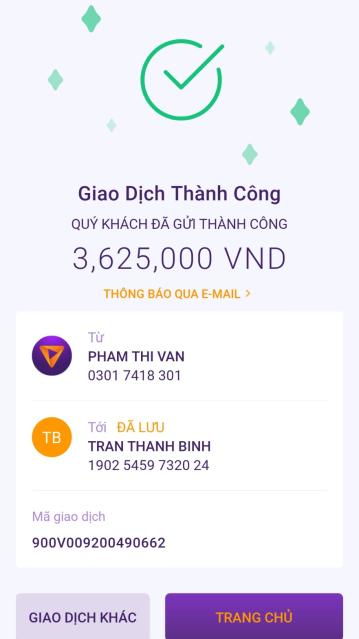 Giao Dịch Thành Công
QUÝ KHÁCH ĐÃ GỬI THÀNH CÔNG
3,625,000 VND
THÔNG BÁO QUA E-MAIL >
Từ
PHAM THI VAN
0301 7418 301
TB
Tới ĐÃ LƯU
TRAN THANH BINH
1902 5459 7320 24
Mã giao dịch
900V009200490662
GIAO DỊCH KHÁC
TRANG CHỦ